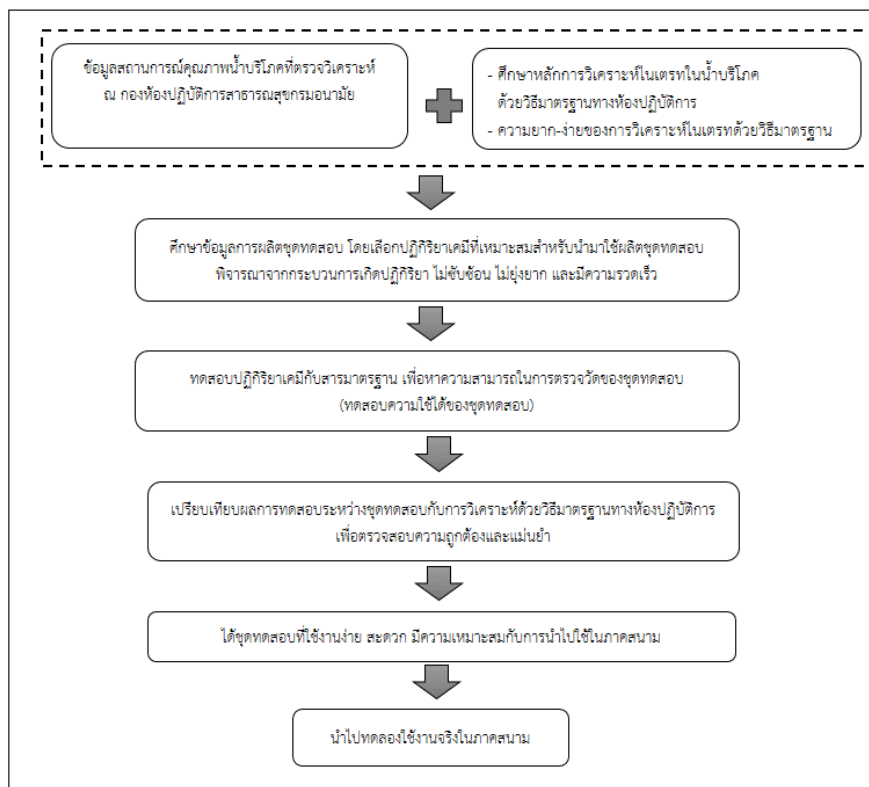 ข้อมูลสถานการณ์คุณภาพน้ำบริโภคที่ตรวจวิเคราะห์
ณ กองห้องปฏิบัติการสาธารณสุขกรมอนามัย
- ศึกษาหลักการวิเคราะห์ไนเตรทในน้ำบริโภค
ด้วยวิธีมาตรฐานทางห้องปฏิบัติการ
- ความยาก-ง่ายของการวิเคราะห์ไนเตรทด้วยวิธีมาตรฐาน
ศึกษาข้อมูลการผลิตชุดทดสอบ โดยเลือกปฏิกิริยาเคมีที่เหมาะสมสำหรับนำมาใช้ผลิตชุดทดสอบ
พิจารณาจากกระบวนการเกิดปฏิกิริยา ไม่ซับซ้อน ไม่ยุ่งยาก และมีความรวดเร็ว
ทดสอบปฏิกิริยาเคมีกับสารมาตรฐาน เพื่อหาความสามารถในการตรวจวัดของชุดทดสอบ
(ทดสอบความใช้ได้ของชุดทดสอบ)
เปรียบเทียบผลการทดสอบระหว่างชุดทดสอบกับการวิเคราะห์ด้วยวิธีมาตรฐานทางห้องปฏิบัติการ
เพื่อตรวจสอบความถูกต้องและแม่นยำ
ได้ชุดทดสอบที่ใช้งานง่าย สะดวก มีความเหมาะสมกับการนำไปใช้ในภาคสนาม
นำไปทดลองใช้งานจริงในภาคสนาม